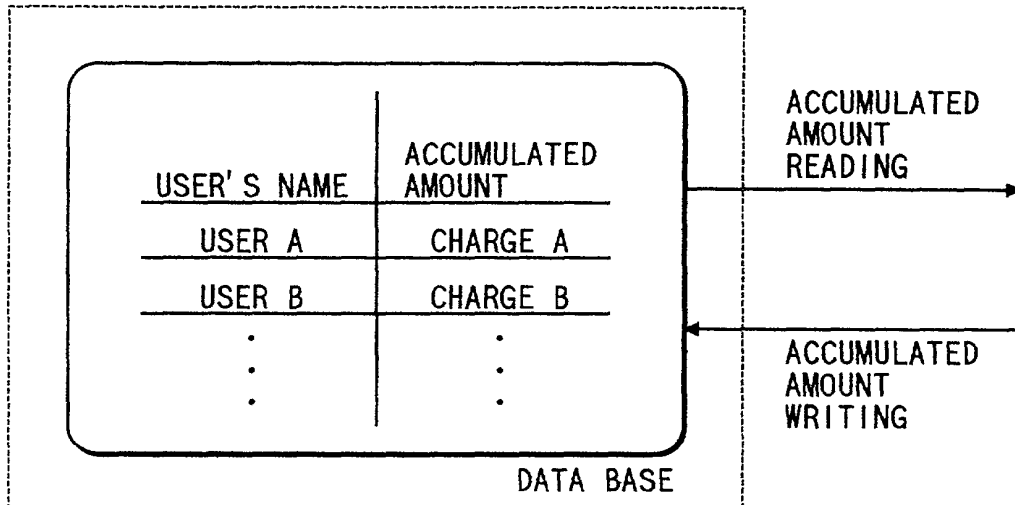 ACCUMULATED
AMOUNT
READING
USER'S NAME
ACCUMULATED
AMOUNT
USER A
CHARGE A
USER B
CHARGE B
ACCUMULATED
AMOUNT
WRITING
DATA BASE